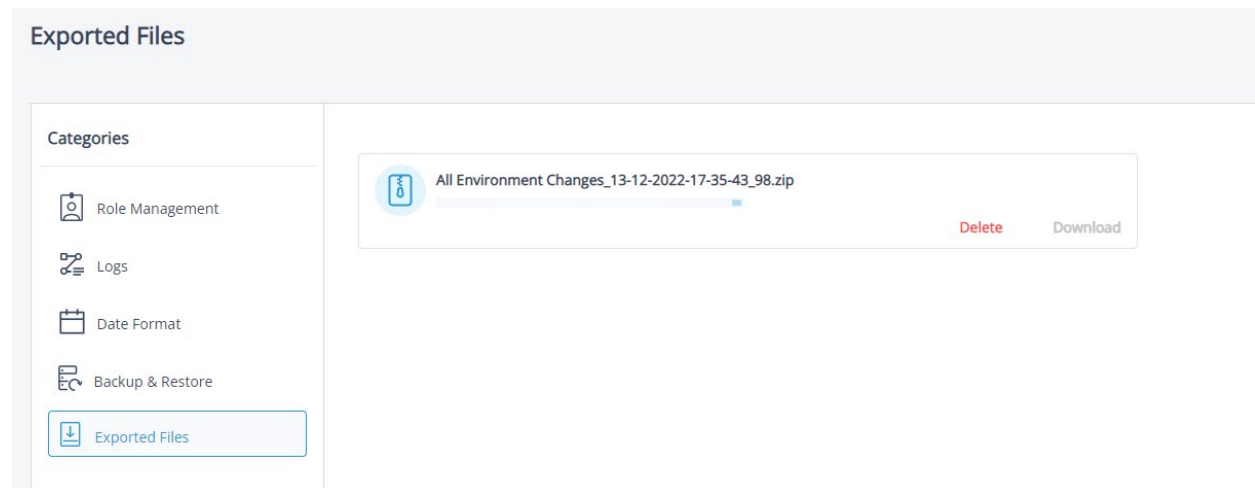 Exported Files
Categories
Role Management
Logs
Date Format
Backup & Restore
Exported Files
All Environment Changes_13-12-2022-17-35-43_98.zip
Delete Download